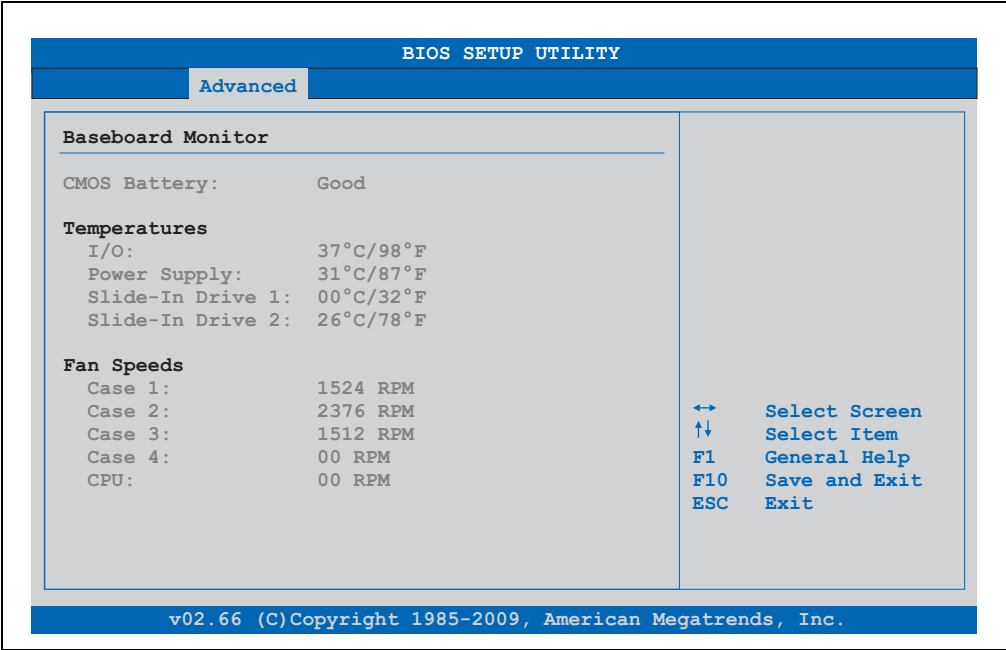 BIOS SETUP UTILITY
Advanced
Baseboard Monitor
CMOS Battery: Good
Temperatures
I/O: 37°C/98°F
Power Supply: 31°C/87°F
Slide-In Drive 1: 00°C/32°F
Slide-In Drive 2: 26°C/78°F
Fan Speeds
Case 1: 1524 RPM
Case 2: 2376 RPM
Case 3: 1512 RPM
Case 4: 00 RPM
CPU: 00 RPM
↔ Select Screen
↑↓ Select Item
F1 General Help
F10 Save and Exit
ESC Exit
v02.66 (C)Copyright 1985-2009, American Megatrends, Inc.